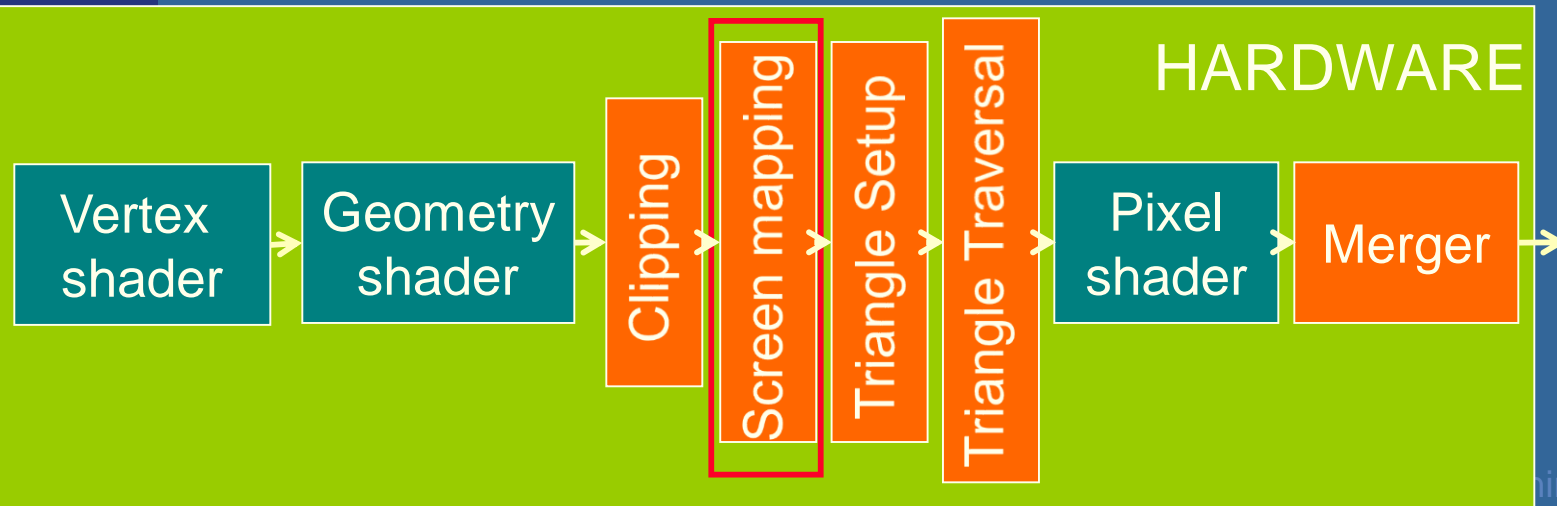 HARDWARE
Vertex
shader
Geometry
shader
Clipping
Screen mapping
Triangle Setup
Triangle Traversal
Pixel
shader
Merger